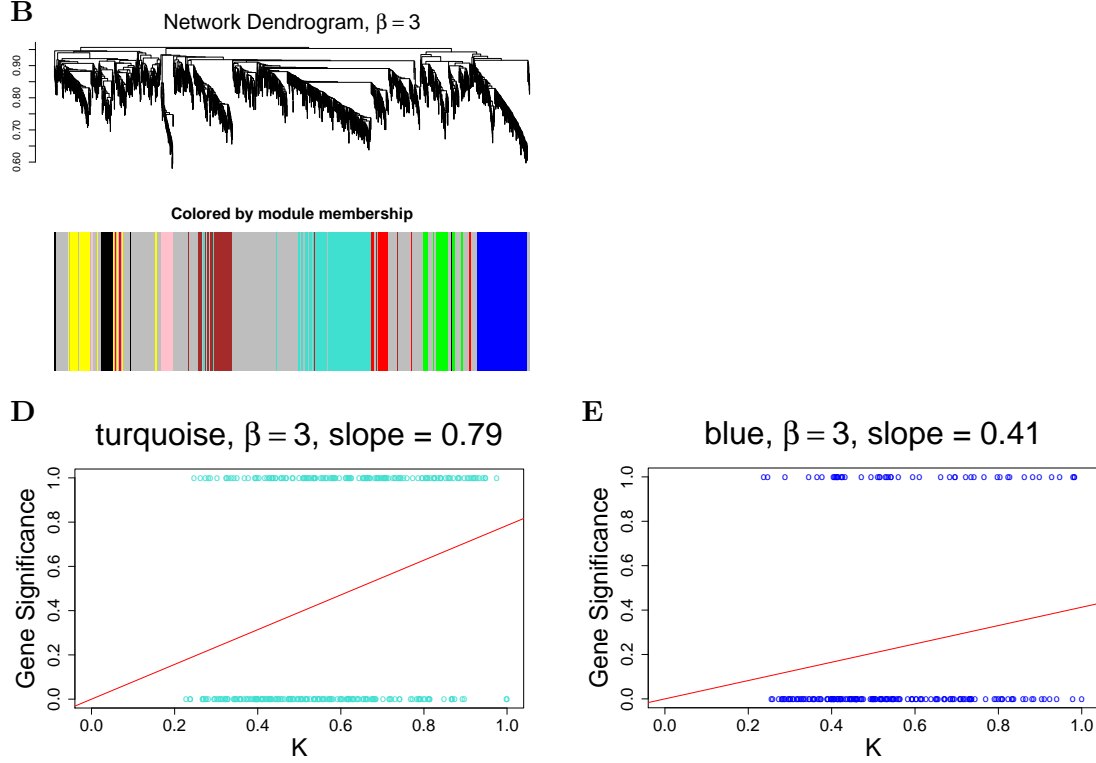 B
Network Dendrogram, β = 3
0.90
0.80
0.70
0.60
Colored by module membership
D
turquoise, β = 3, slope = 0.79
Gene Significance
1.0
0.8
0.6
0.4
0.2
0.0
0.0 0.2 0.4 0.6 0.8 1.0
K
E
blue, β = 3, slope = 0.41
Gene Significance
1.0
0.8
0.6
0.4
0.2
0.0
0.0 0.2 0.4 0.6 0.8 1.0
K